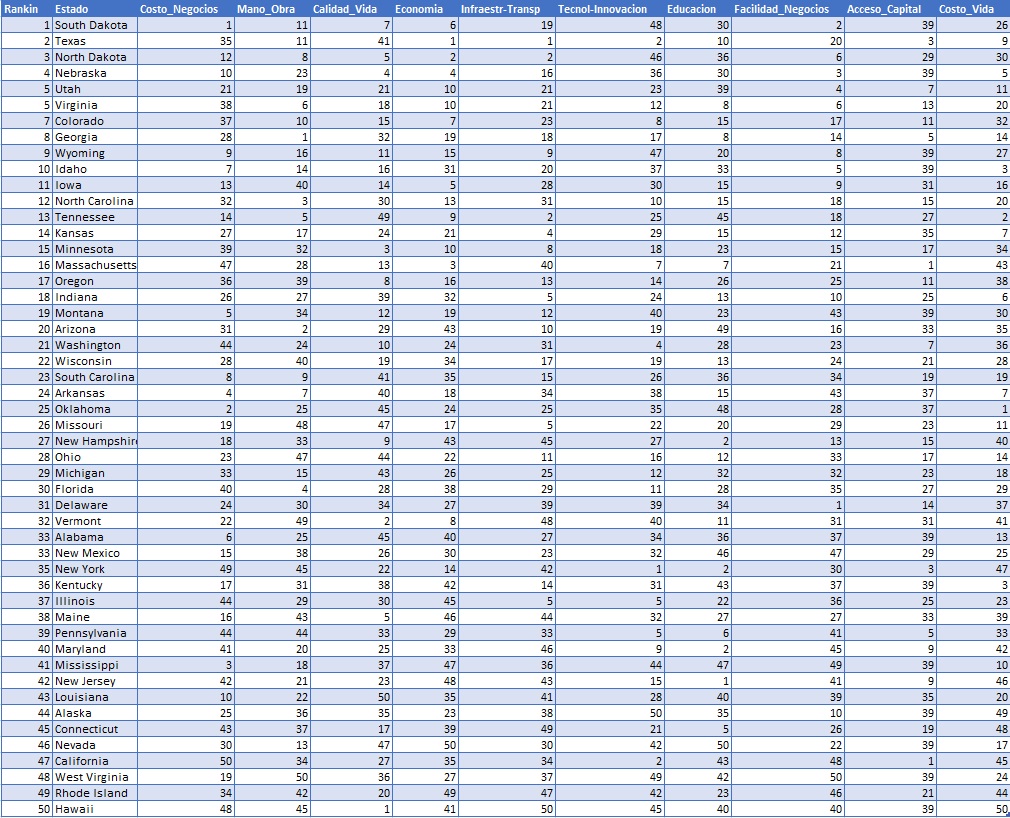 Rankin Estado Costo_Negocios Mano_Obra Calidad_Vida Economia Infraestr-Transp Tecnol-Innovacion Educacion Facilidad_Negocios Acceso_Capital Costo_Vida
1 South Dakota 1 11 7 6 19 48 30 2 39 26
2 Texas 35 11 41 1 1 2 10 20 3 9
3 North Dakota 12 8 5 2 2 46 36 6 29 30
4 Nebraska 10 23 4 4 16 36 30 3 39 5
5 Utah 21 19 21 10 21 23 39 4 7 11
5 Virginia 38 6 18 10 21 12 8 6 13 20
7 Colorado 37 10 15 7 23 8 15 17 11 32
8 Georgia 28 1 32 19 18 17 8 14 5 14
9 Wyoming 9 16 11 15 9 47 20 8 39 27
10 Idaho 7 14 16 31 20 37 33 5 39 3
11 Iowa 13 40 14 5 28 30 15 9 31 16
12 North Carolina 32 3 30 13 31 10 15 18 15 20
13 Tennessee 14 5 49 9 2 25 45 18 27 2
14 Kansas 27 17 24 21 4 29 15 12 35 7
15 Minnesota 39 32 3 10 8 18 23 15 17 34
16 Massachusetts 47 28 13 3 40 7 7 21 1 43
17 Oregon 36 39 8 16 13 14 26 25 11 38
18 Indiana 26 27 39 32 5 24 13 10 25 6
19 Montana 5 34 12 19 12 40 23 43 39 30
20 Arizona 31 2 29 43 10 19 49 16 33 35
21 Washington 44 24 10 24 31 4 28 23 7 36
22 Wisconsin 28 40 19 34 17 19 13 24 21 28
23 South Carolina 8 9 41 35 15 26 36 34 19 19
24 Arkansas 4 7 40 18 34 38 15 43 37 7
25 Oklahoma 2 25 45 24 25 35 48 28 37 1
26 Missouri 19 48 47 17 5 22 20 29 23 11
27 New Hampshir 18 33 9 43 45 27 2 13 15 40
28 Ohio 23 47 44 22 11 16 12 33 17 14
29 Michigan 33 15 43 26 25 12 32 32 23 18
30 Florida 40 4 28 38 29 11 28 35 27 29
31 Delaware 24 30 34 27 39 39 34 1 14 37
32 Vermont 22 49 2 8 48 40 11 31 31 41
33 Alabama 6 25 45 40 27 34 36 37 39 13
33 New Mexico 15 38 26 30 23 32 46 47 29 25
35 New York 49 45 22 14 42 1 2 30 3 47
36 Kentucky 17 31 38 42 14 31 43 37 39 3
37 Illinois 44 29 30 45 5 5 22 36 25 23
38 Maine 16 43 5 46 44 32 27 27 33 39
39 Pennsylvania 44 44 33 29 33 5 6 41 5 33
40 Maryland 41 20 25 33 46 9 2 45 9 42
41 Mississippi 3 18 37 47 36 44 47 49 39 10
42 New Jersey 42 21 23 48 43 15 1 41 9 46
43 Louisiana 10 22 50 35 41 28 40 39 35 20
44 Alaska 25 36 35 23 38 50 35 10 39 49
45 Connecticut 43 37 17 39 49 21 5 26 19 48
46 Nevada 30 13 47 50 30 42 50 22 39 17
47 California 50 34 27 35 34 2 43 48 1 45
48 West Virginia 19 50 36 27 37 49 42 50 39 24
49 Rhode Island 34 42 20 49 47 42 23 46 21 44
50 Hawaii 48 45 1 41 50 45 40 40 39 50